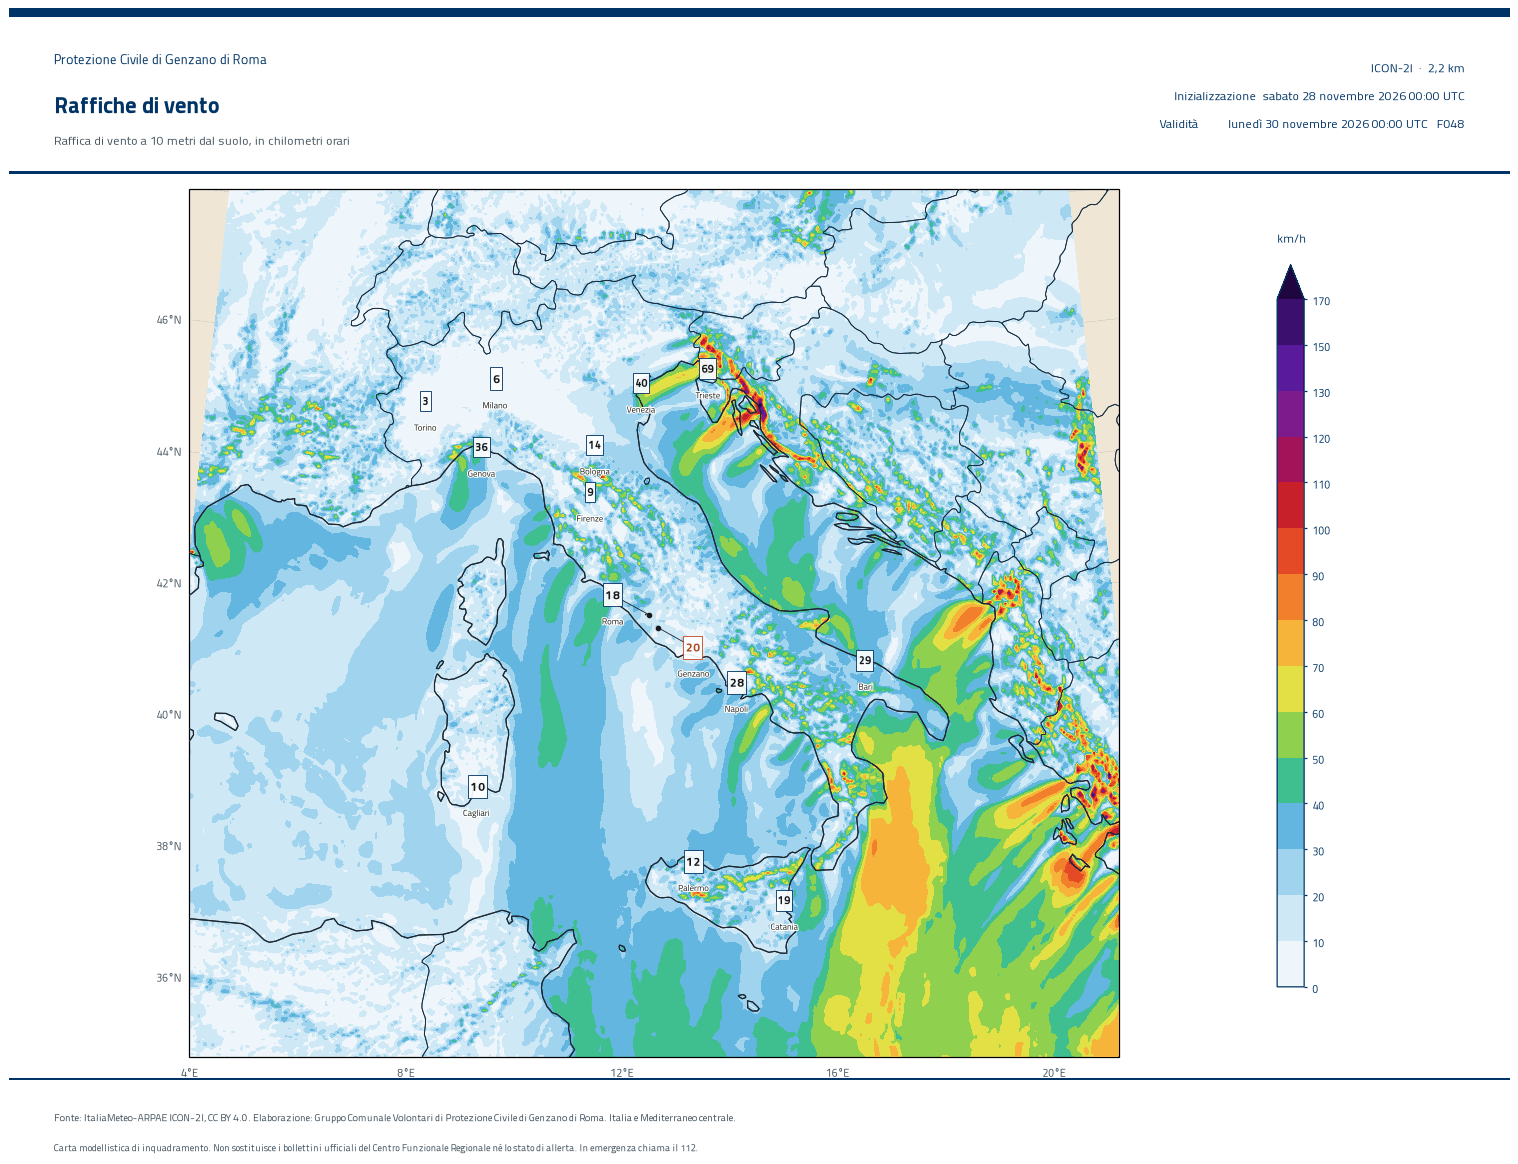 Protezione Civile di Genzano di Roma
Raffiche di vento
Raffica di vento a 10 metri dal suolo, in chilometri orari
ICON-2I · 2,2 km
Inizializzazione sabato 28 novembre 2026 00:00 UTC
Validità lunedì 30 novembre 2026 00:00 UTC F048
km/h
170
150
130
120
110
100
90
80
70
60
50
40
30
20
10
0
46°N
44°N
42°N
40°N
38°N
36°N
4°E
8°E
12°E
16°E
20°E
3
Torino
6
Milano
40
Venezia
69
Trieste
36
Genova
14
Bologna
9
Firenze
18
Roma
20
Genzano
28
Napoli
29
Bari
10
Cagliari
12
Palermo
19
Catania
Fonte: ItaliaMeteo-ARPAE ICON-2I, CC BY 4.0. Elaborazione: Gruppo Comunale Volontari di Protezione Civile di Genzano di Roma. Italia e Mediterraneo centrale.
Carta modellistica di inquadramento. Non sostituisce i bollettini ufficiali del Centro Funzionale Regionale né lo stato di allerta. In emergenza chiama il 112.